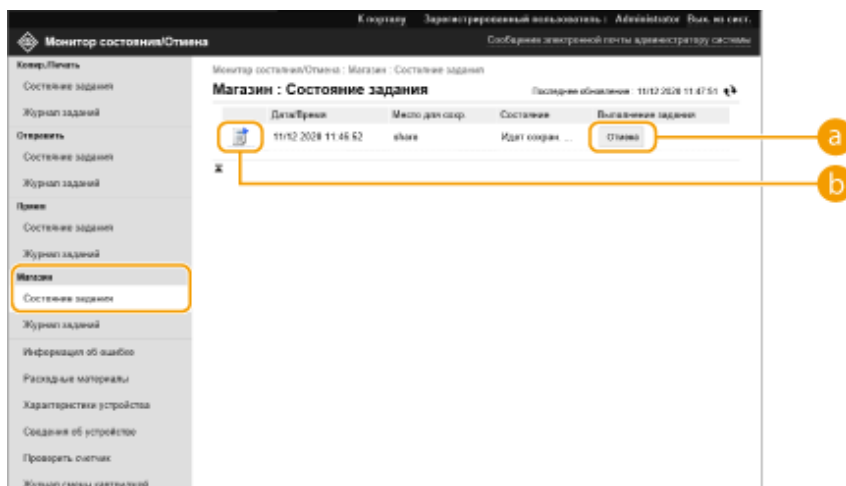 К порталу Зарегистрированный пользователь : Administrator Вых. из сист.
Монитор состояния/Отмена
Сообщение электронной почты администратору системы
Копир./Печать
Состояние задания
Журнал заданий
Отправить
Состояние задания
Журнал заданий
Прием
Состояние задания
Журнал заданий
Магазин
Состояние задания
Журнал заданий
Информация об ошибке
Расходные материалы
Характеристики устройства
Сведения об устройстве
Проверить счетчик
Журнал смены картриджей
Монитор состояния/Отмена : Магазин : Состояние задания
Магазин : Состояние задания
Последнее обновление : 11/12 2020 11:47:51
Дата/Время Место для сохр. Состояние Выполнение задания
11/12 2020 11:46:52 share Идет сохран. ... Отмена
a
b